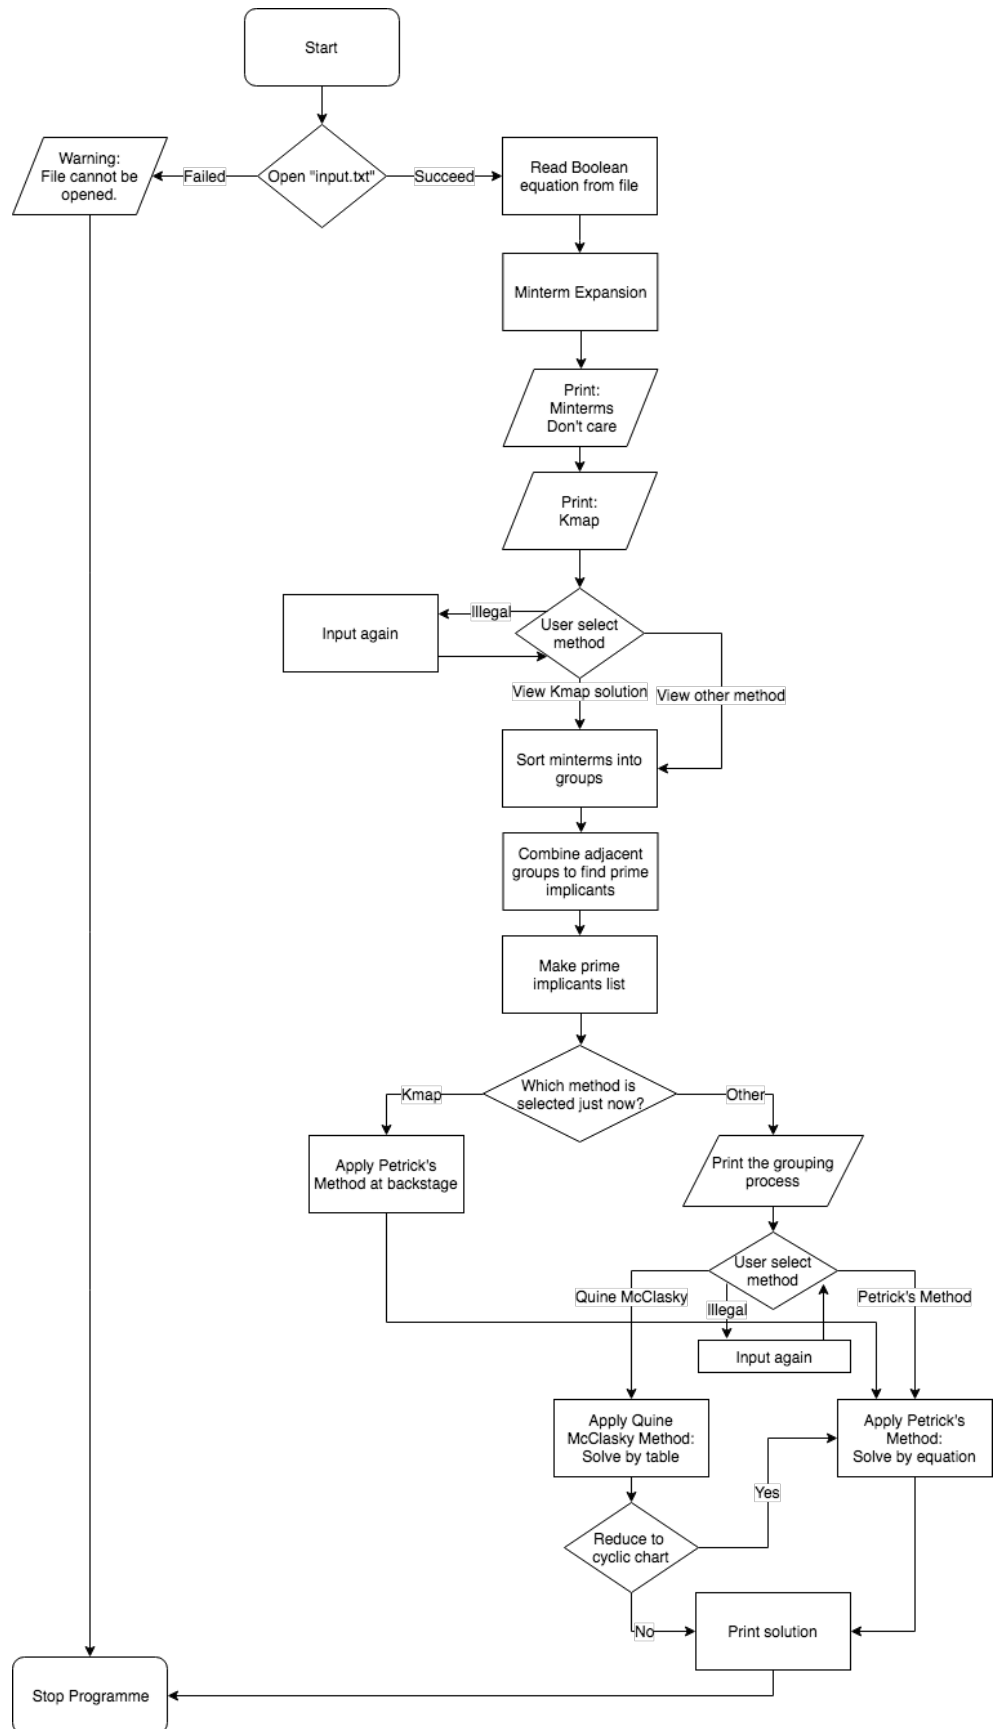 Start
Warning:
File cannot be
opened.
Failed
Open "input.txt"
Succeed
Read Boolean
equation from file
Minterm Expansion
Print:
Minterms
Don't care
Print:
Kmap
Illegal
Input again
User select
method
View Kmap solution
View other method
Sort minterms into
groups
Combine adjacent
groups to find prime
implicants
Make prime
implicants list
Kmap
Which method is
selected just now?
Other
Apply Petrick's
Method at backstage
Print the grouping
process
User select
method
Quine McClasky
Illegal
Petrick's Method
Input again
Apply Quine
McClasky Method:
Solve by table
Apply Petrick's
Method:
Solve by equation
Yes
Reduce to
cyclic chart
No
Print solution
Stop Programme